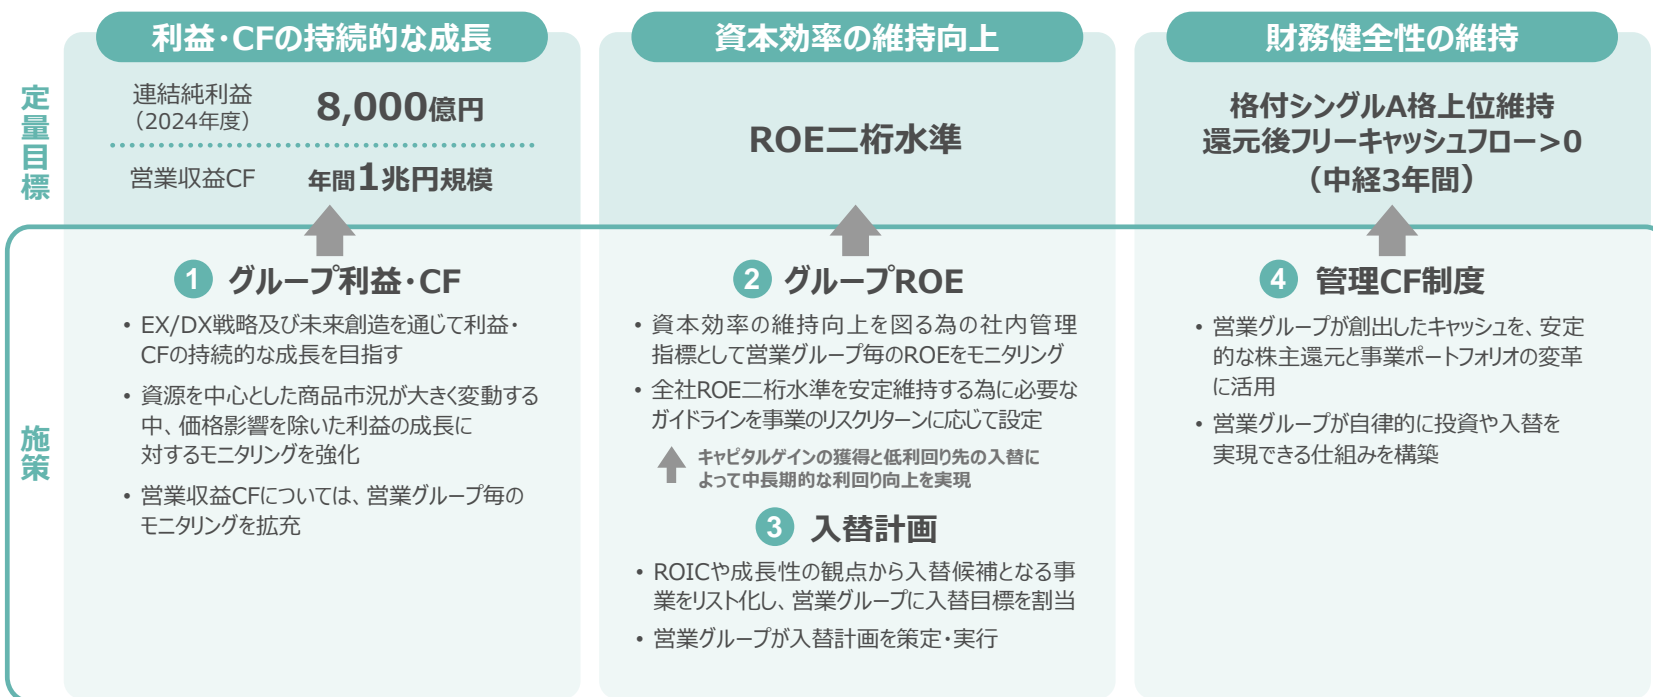 利益・CFの持続的な成長
資本効率の維持向上
財務健全性の維持
定量目標
連結純利益
（2024年度）
8,000億円
営業収益CF
年間1兆円規模
ROE二桁水準
格付シングルA格上位維持
還元後フリーキャッシュフロー>0
（中経3年間）
施策
1 グループ利益・CF
• EX/DX戦略及び未来創造を通じて利益・
CFの持続的な成長を目指す
• 資源を中心とした商品市況が大きく変動する
中、価格影響を除いた利益の成長に
対するモニタリングを強化
• 営業収益CFについては、営業グループ毎の
モニタリングを拡充
2 グループROE
• 資本効率の維持向上を図る為の社内管理
指標として営業グループ毎のROEをモニタリング
• 全社ROE二桁水準を安定維持する為に必要な
ガイドラインを事業のリスクリターンに応じて設定
キャピタルゲインの獲得と低利回り先の入替に
よって中長期的な利回り向上を実現
3 入替計画
• ROICや成長性の観点から入替候補となる事
業をリスト化し、営業グループに入替目標を割当
• 営業グループが入替計画を策定・実行
4 管理CF制度
• 営業グループが創出したキャッシュを、安定
的な株主還元と事業ポートフォリオの変革
に活用
• 営業グループが自律的に投資や入替を
実現できる仕組みを構築